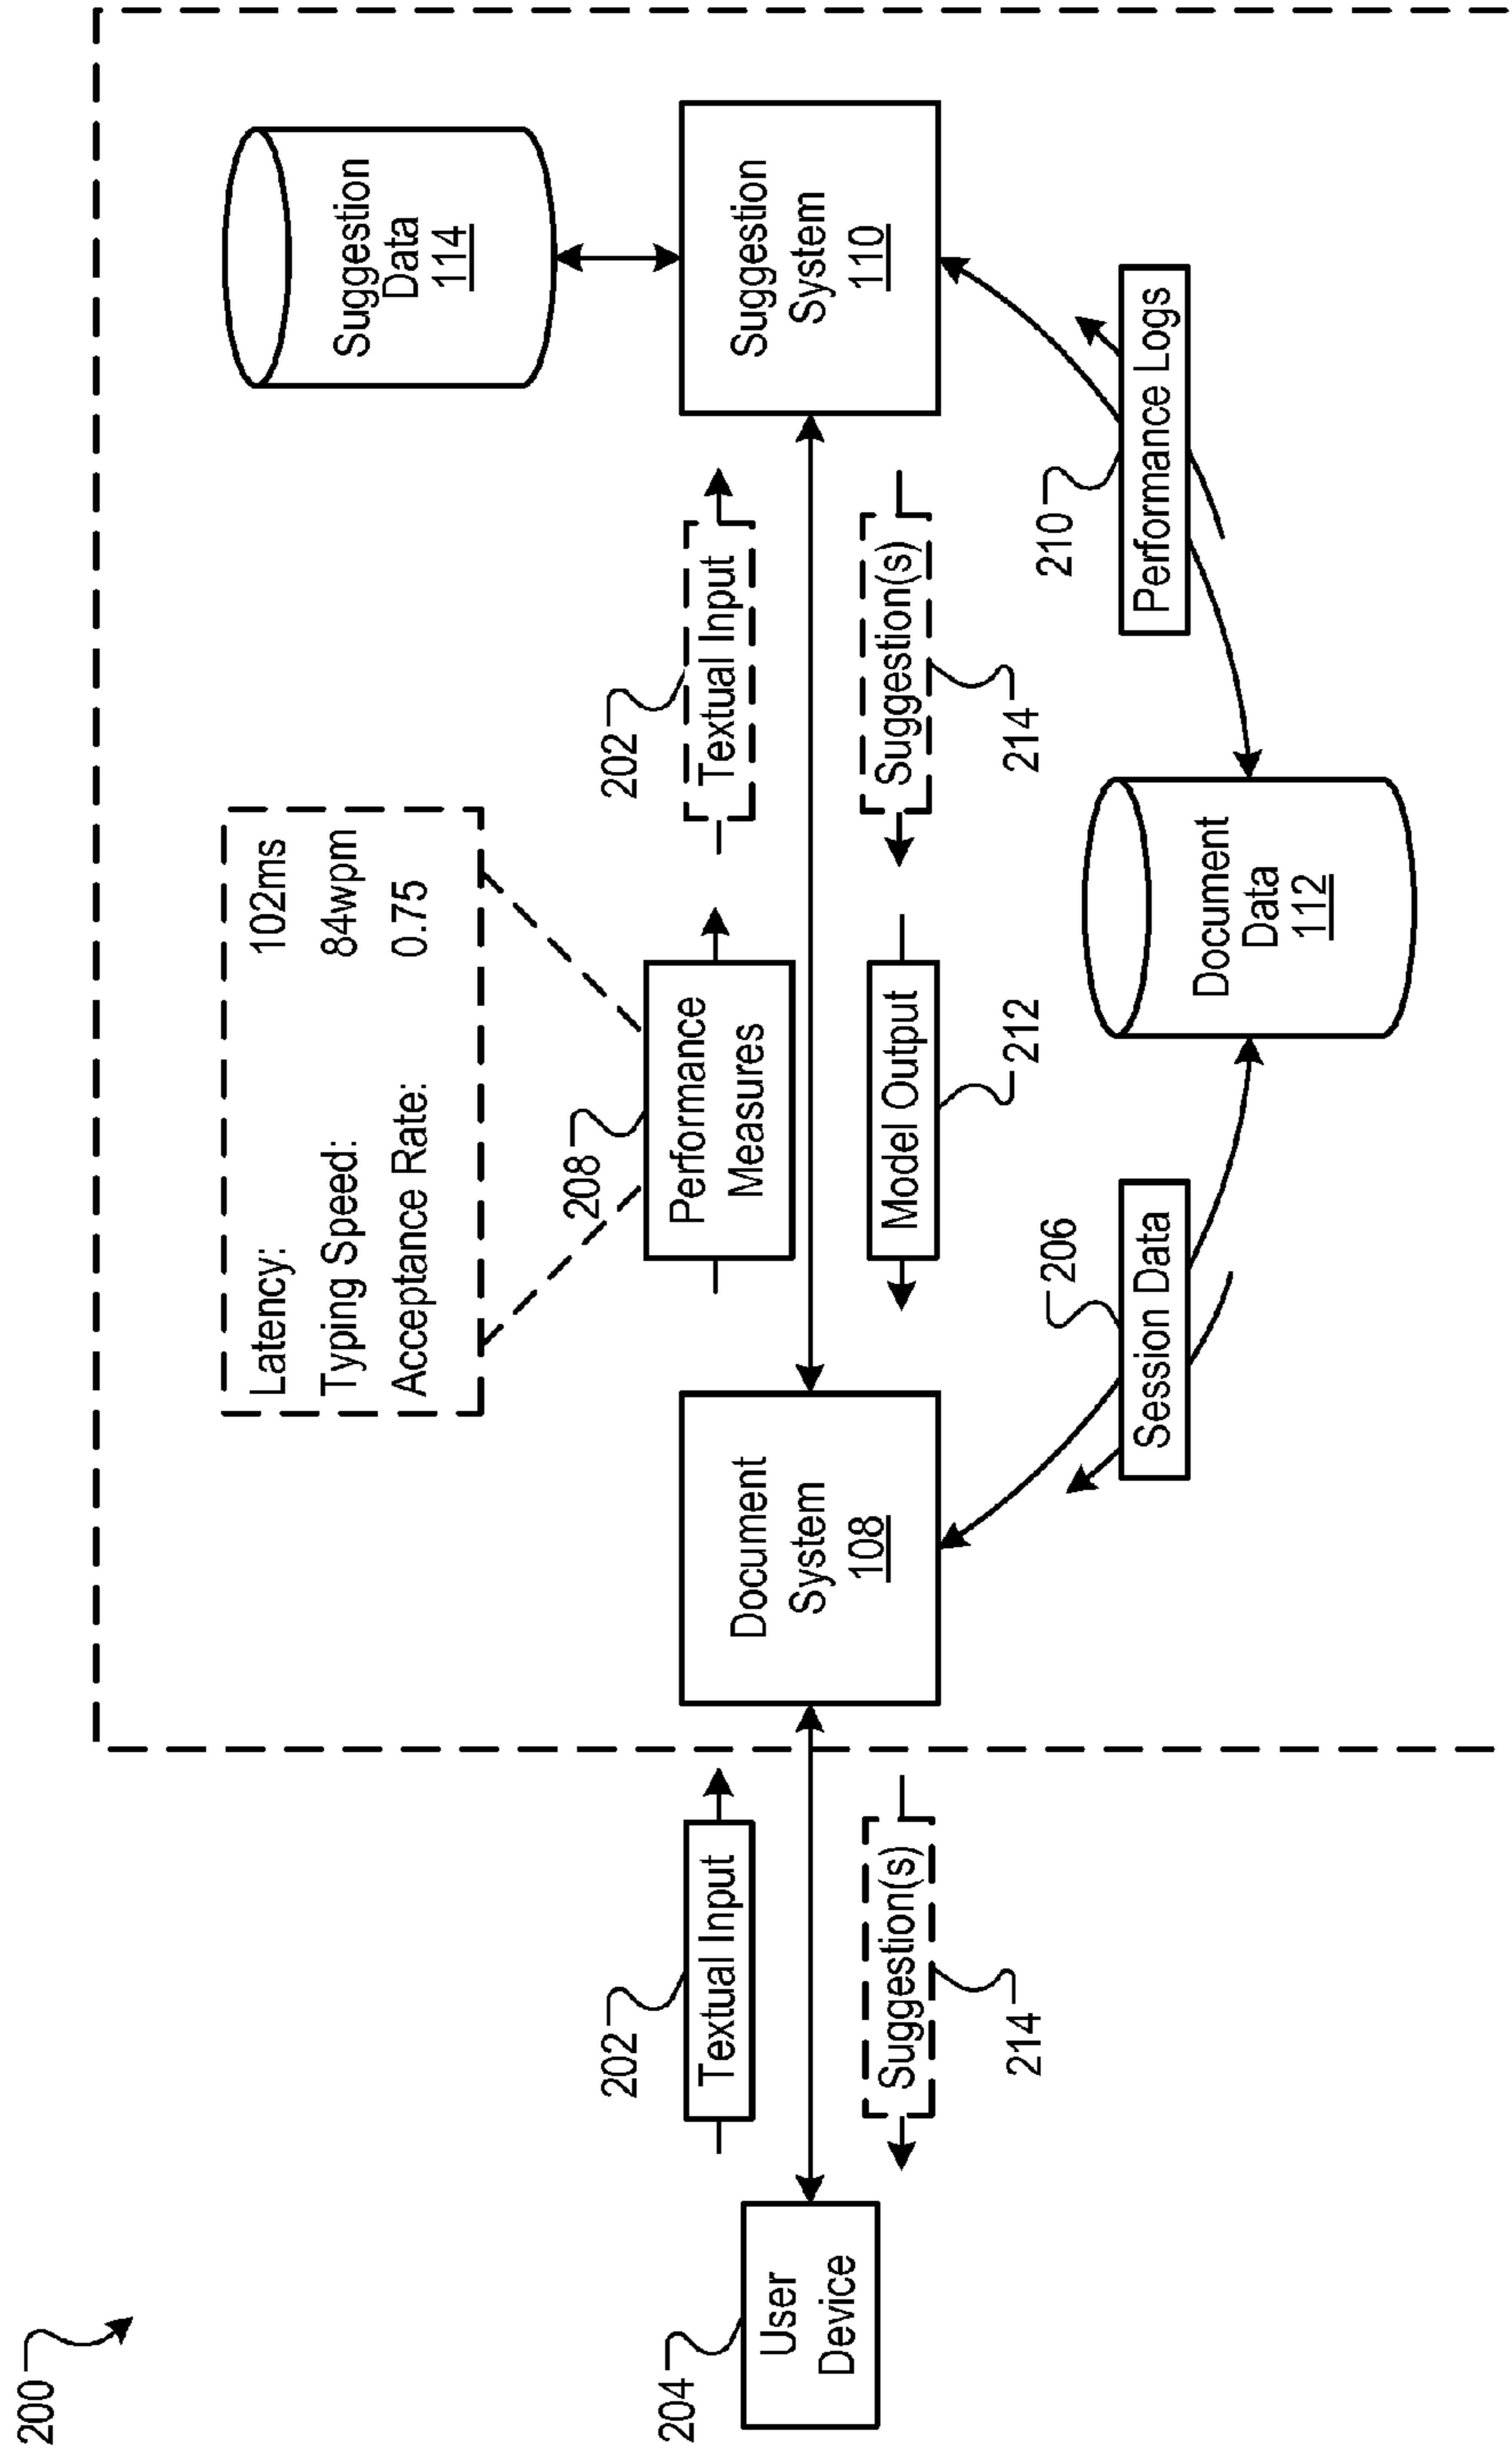 200
Latency: 102ms
Typing Speed: 84wpm
Acceptance Rate: 0.75
Suggestion
Data
114
208
202
202
204
Textual Input
Performance
Measures
Textual Input
User
Device
Document
System
108
Suggestion
System
110
Suggestion(s)
214
Model Output
212
Suggestion(s)
214
206
210
Session Data
Performance Logs
Document
Data
112